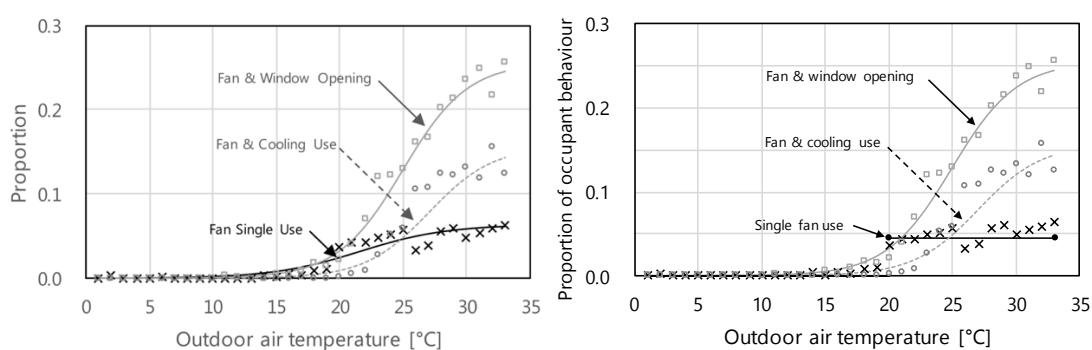 0.3
0.2
0.1
0.0
Proportion
Fan & Window Opening
Fan & Cooling Use
Fan Single Use
0 5 10 15 20 25 30 35
Outdoor air temperature [°C]
0.3
0.2
0.1
0.0
Proportion of occupant behaviour
Fan & window opening
Fan & cooling use
Single fan use
0 5 10 15 20 25 30 35
Outdoor air temperature [°C]